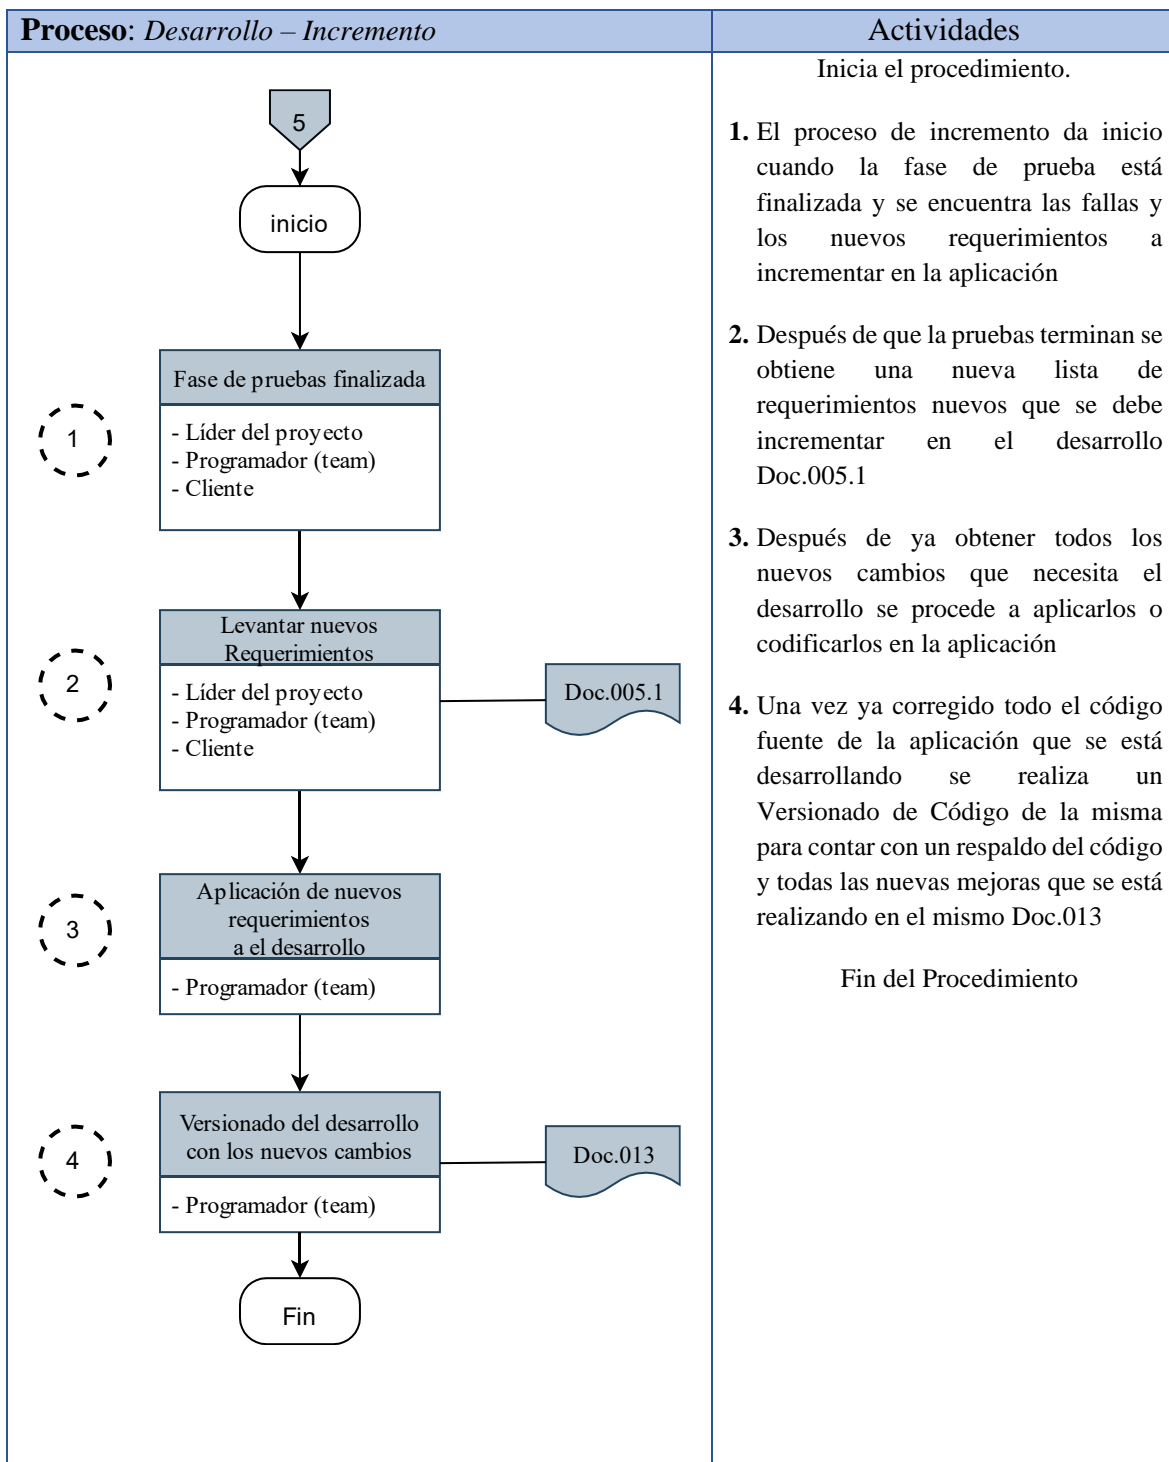 Proceso: Desarrollo – Incremento
Actividades
5
inicio
1
Fase de pruebas finalizada
- Líder del proyecto
- Programador (team)
- Cliente
2
Levantar nuevos
Requerimientos
- Líder del proyecto
- Programador (team)
- Cliente
Doc.005.1
3
Aplicación de nuevos
requerimientos
a el desarrollo
- Programador (team)
4
Versionado del desarrollo
con los nuevos cambios
- Programador (team)
Doc.013
Fin
Inicia el procedimiento.
1. El proceso de incremento da inicio
cuando la fase de prueba está
finalizada y se encuentra las fallas y
los nuevos requerimientos a
incrementar en la aplicación
2. Después de que la pruebas terminan se
obtiene una nueva lista de
requerimientos nuevos que se debe
incrementar en el desarrollo
Doc.005.1
3. Después de ya obtener todos los
nuevos cambios que necesita el
desarrollo se procede a aplicarlos o
codificarlos en la aplicación
4. Una vez ya corregido todo el código
fuente de la aplicación que se está
desarrollando se realiza un
Versionado de Código de la misma
para contar con un respaldo del código
y todas las nuevas mejoras que se está
realizando en el mismo Doc.013
Fin del Procedimiento